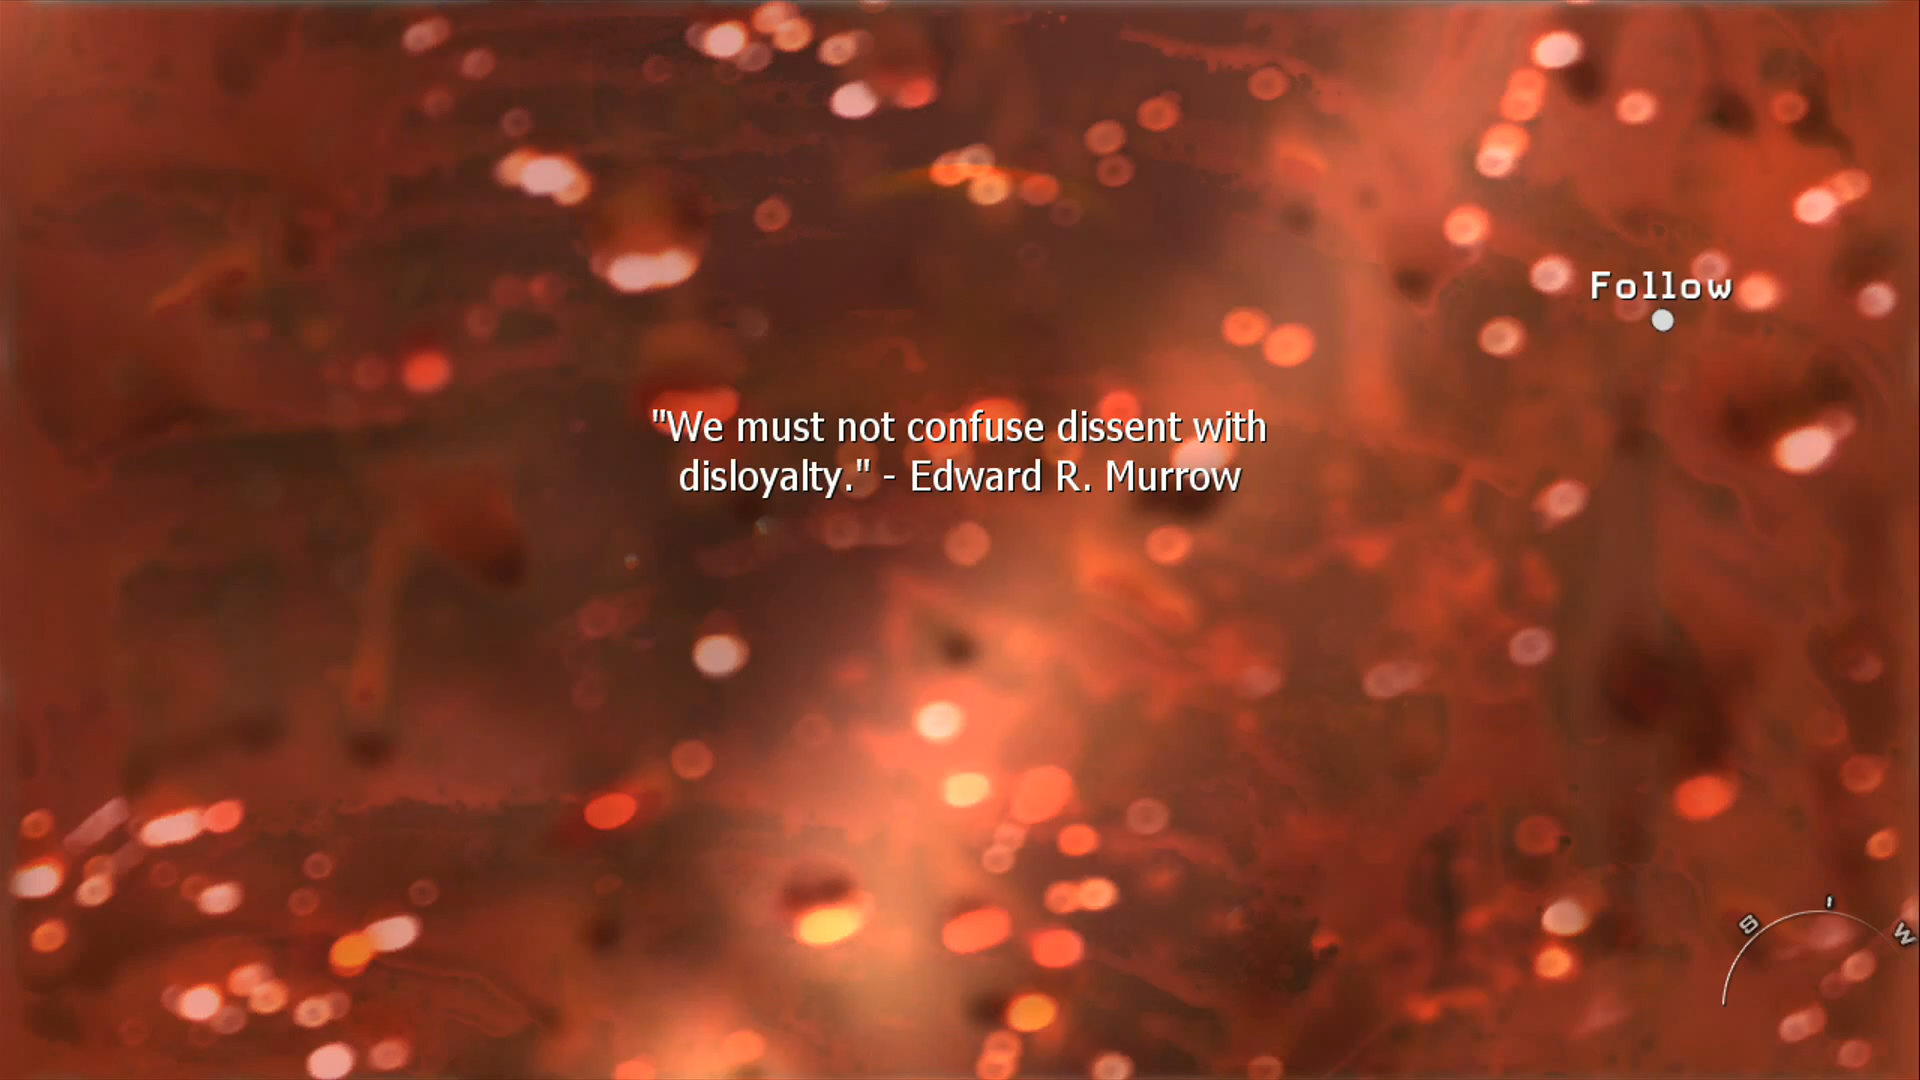 Follow
"We must not confuse dissent with
disloyalty." - Edward R. Murrow
S
W